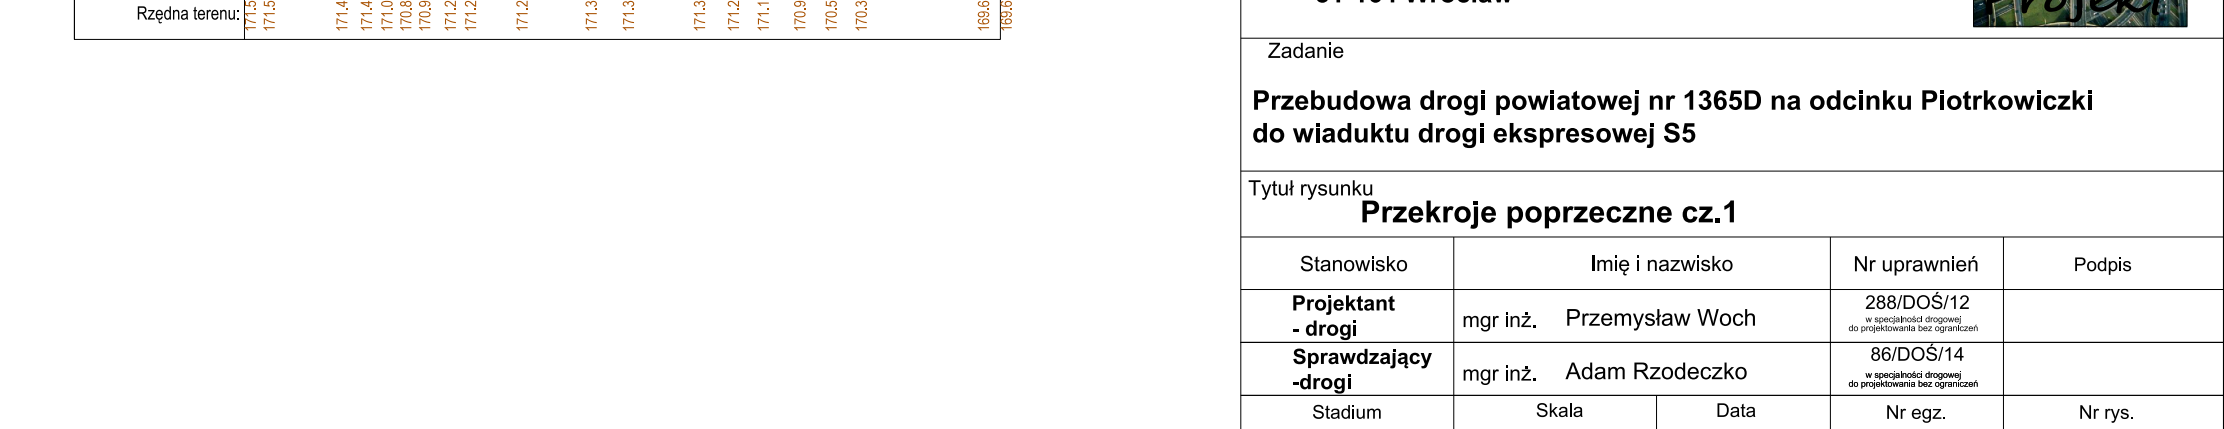 Rzędna terenu:
171.5 171.5 171.4 171.4 171.0 170.8 170.9 171.2 171.2 171.2 171.3 171.3 171.3 171.2 171.1 170.9 170.5 170.3 169.6 169.6
Wrocław
Projekt
Zadanie
Przebudowa drogi powiatowej nr 1365D na odcinku Piotrkowiczki
do wiaduktu drogi ekspresowej S5
Tytuł rysunku
Przekroje poprzeczne cz.1
Stanowisko Imię i nazwisko Nr uprawnień Podpis
Projektant
- drogi
mgr inż. Przemysław Woch
288/DOŚ/12
w specjalności drogowej
do projektowania bez ograniczeń
Sprawdzający
-drogi
mgr inż. Adam Rzodeczko
86/DOŚ/14
w specjalności drogowej
do projektowania bez ograniczeń
Stadium Skala Data Nr egz. Nr rys.